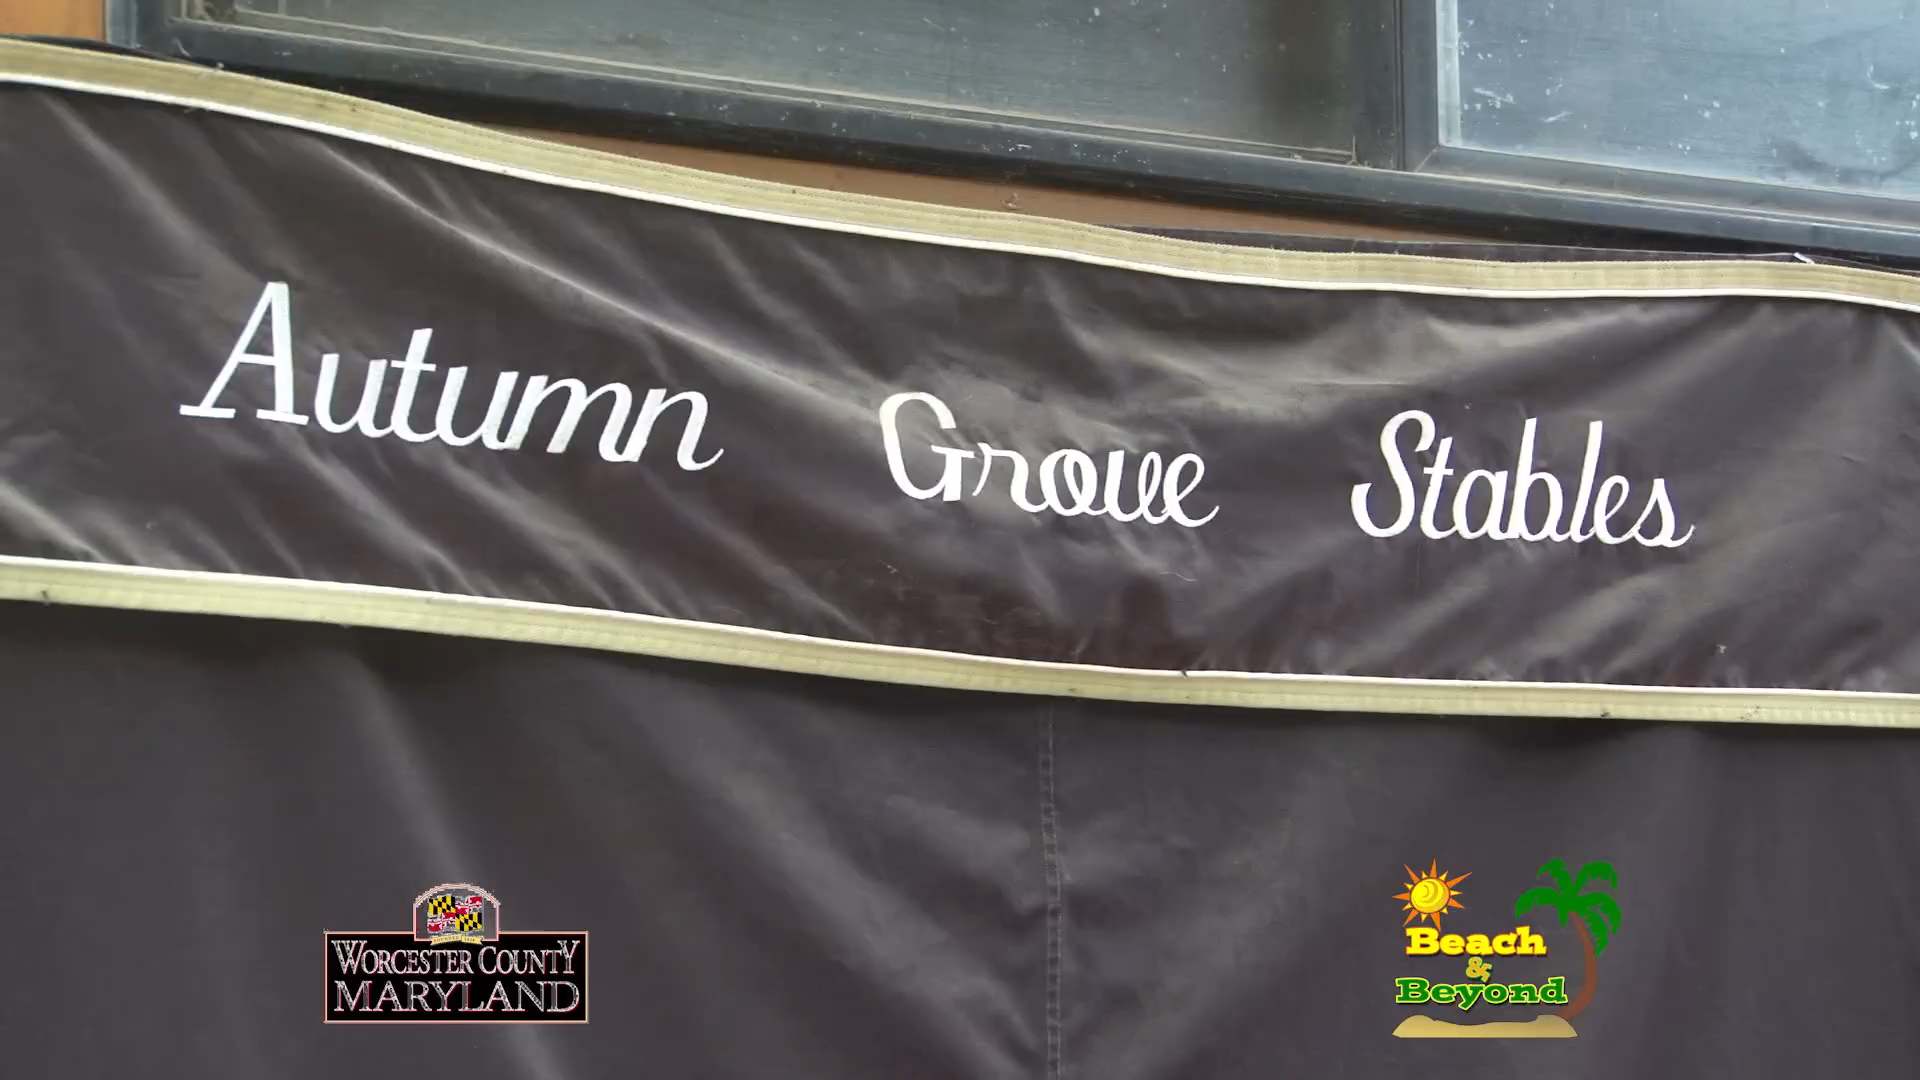 Autumn Grove Stables
WORCESTER COUNTY
MARYLAND
Beach
&
Beyond